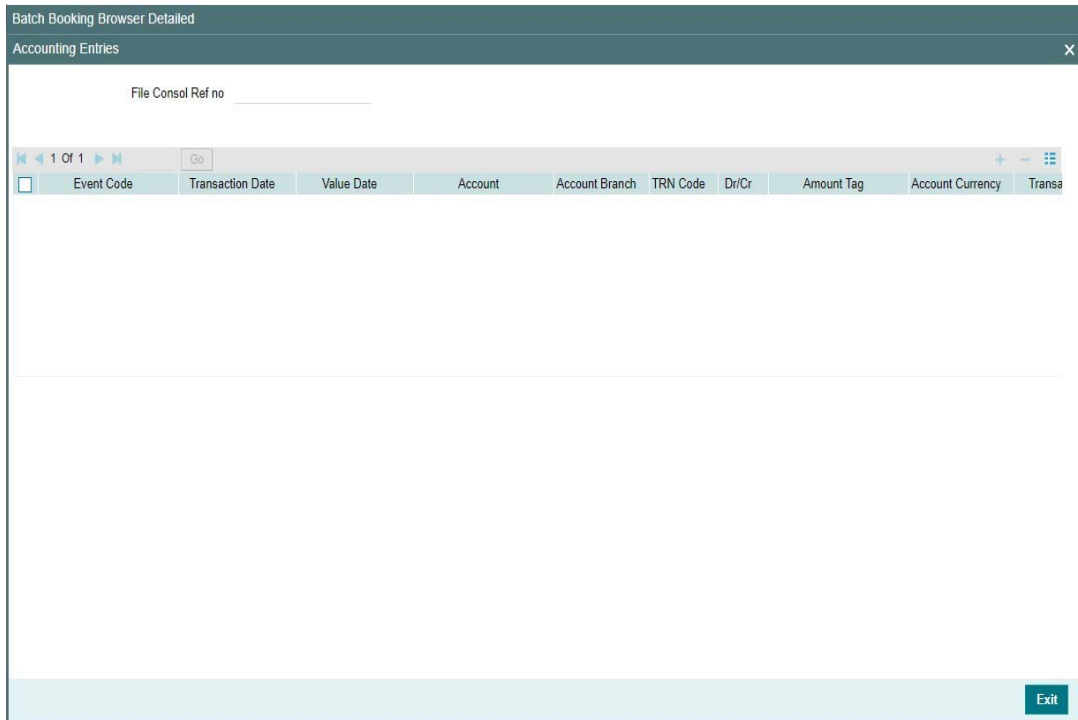 Batch Booking Browser Detailed
Accounting Entries X
File Consol Ref no
1 Of 1 Go
Event Code Transaction Date Value Date Account Account Branch TRN Code Dr/Cr Amount Tag Account Currency Transa
Exit